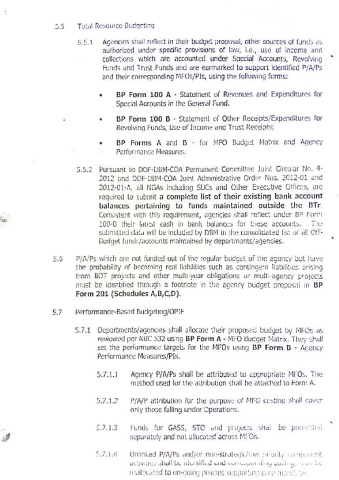 5.5 Total Resource Budgeting
5.5.1 Agencies shall reflect in their budget proposal, other sources of funds as
authorized under specific provisions of law, i.e., use of income and
collections which are accounted under Special Accounts, Revolving
Funds and Trust Funds and are earmarked to support identified P/A/Ps
and their corresponding MFOs/PIs, using the following forms:
• BP Form 100 A - Statement of Revenues and Expenditures for
Special Accounts in the General Fund.
• BP Form 100 B - Statement of Other Receipts/Expenditures for
Revolving Funds, Use of Income and Trust Receipts;
• BP Forms A and B - for MFO Budget Matrix and Agency
Performance Measures.
5.5.2 Pursuant to DOF-DBM-COA Permanent Committee Joint Circular No. 4-
2012 and DOF-DBM-COA Joint Administrative Order Nos. 2012-01 and
2012-01-A, all NGAs including SUCs and Other Executive Offices, are
required to submit a complete list of their existing bank account
balances pertaining to funds maintained outside the BTr.
Consistent with this requirement, agencies shall reflect under BP Form
100-B their latest cash in bank balances for these accounts. The
submitted data will be included by DBM in the consolidated list of all Off-
Budget funds/accounts maintained by departments/agencies.
5.6 P/A/Ps which are not funded out of the regular budget of the agency but have
the probability of becoming real liabilities such as contingent liabilities arising
from BOT projects and other multi-year obligations or multi-agency projects
must be identified through a footnote in the agency budget proposal in BP
Form 201 (Schedules A,B,C,D).
5.7 Performance-Based Budgeting/OPIF
5.7.1 Departments/agencies shall allocate their proposed budget by MFOs as
reviewed per NBC 532 using BP Form A - MFO Budget Matrix. They shall
set the performance targets for the MFOs using BP Form B - Agency
Performance Measures/PIs.
5.7.1.1 Agency P/A/Ps shall be attributed to appropriate MFOs. The
method used for the attribution shall be attached to Form A.
5.7.1.2 P/A/P attribution for the purpose of MFO costing shall cover
only those falling under Operations.
5.7.1.3 Funds for GASS, STO and projects shall be presented
separately and not allocated across MFOs.
5.7.1.4 Unlinked P/A/Ps and/or non-strategic/low priority component
activities shall be identified and corresponding savings can be
reallocated to on-going policies supporting core mandates.